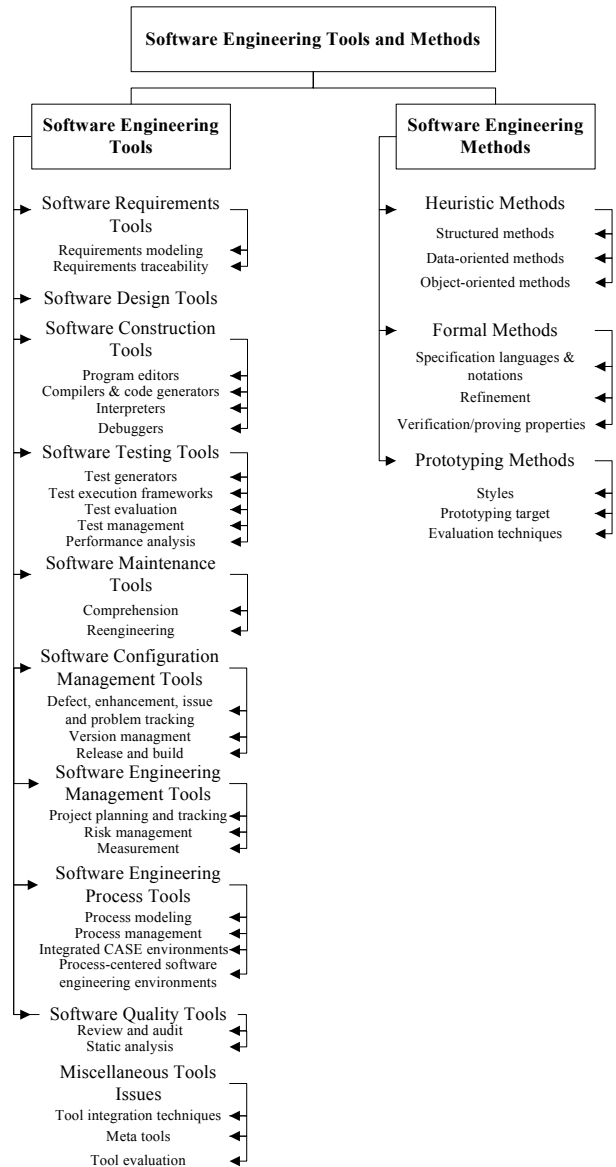 Software Engineering Tools and Methods
Software Engineering
Tools
Software Requirements
Tools
Requirements modeling
Requirements traceability
Software Design Tools
Software Construction
Tools
Program editors
Compilers & code generators
Interpreters
Debuggers
Software Testing Tools
Test generators
Test execution frameworks
Test evaluation
Test management
Performance analysis
Software Maintenance
Tools
Comprehension
Reengineering
Software Configuration
Management Tools
Defect, enhancement, issue
and problem tracking
Version managment
Release and build
Software Engineering
Management Tools
Project planning and tracking
Risk management
Measurement
Software Engineering
Process Tools
Process modeling
Process management
Integrated CASE environments
Process-centered software
engineering environments
Software Quality Tools
Review and audit
Static analysis
Miscellaneous Tools
Issues
Tool integration techniques
Meta tools
Tool evaluation
Software Engineering
Methods
Heuristic Methods
Structured methods
Data-oriented methods
Object-oriented methods
Formal Methods
Specification languages &
notations
Refinement
Verification/proving properties
Prototyping Methods
Styles
Prototyping target
Evaluation techniques